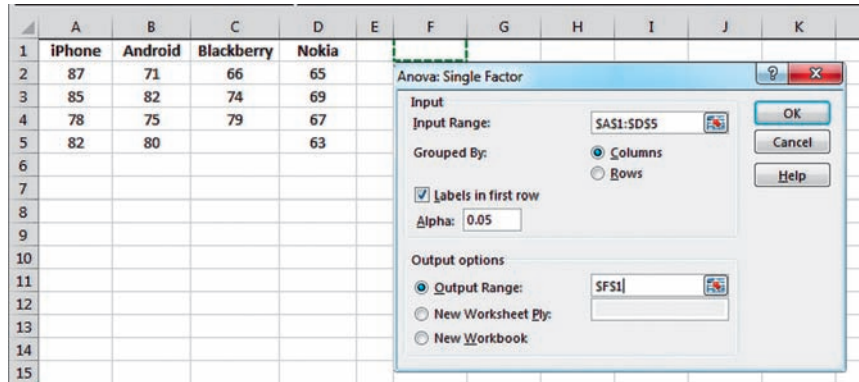 A B C D E F G H I J K
1 iPhone Android Blackberry Nokia
2 87 71 66 65
3 85 82 74 69
4 78 75 79 67
5 82 80 63
6
7
8
9
10
11
12
13
14
15
Anova: Single Factor
Input
Input Range: $A$1:$D$5
Grouped By: Columns
Rows
Labels in first row
Alpha: 0.05
Output options
Output Range: $F$1
New Worksheet Ply:
New Workbook
OK
Cancel
Help